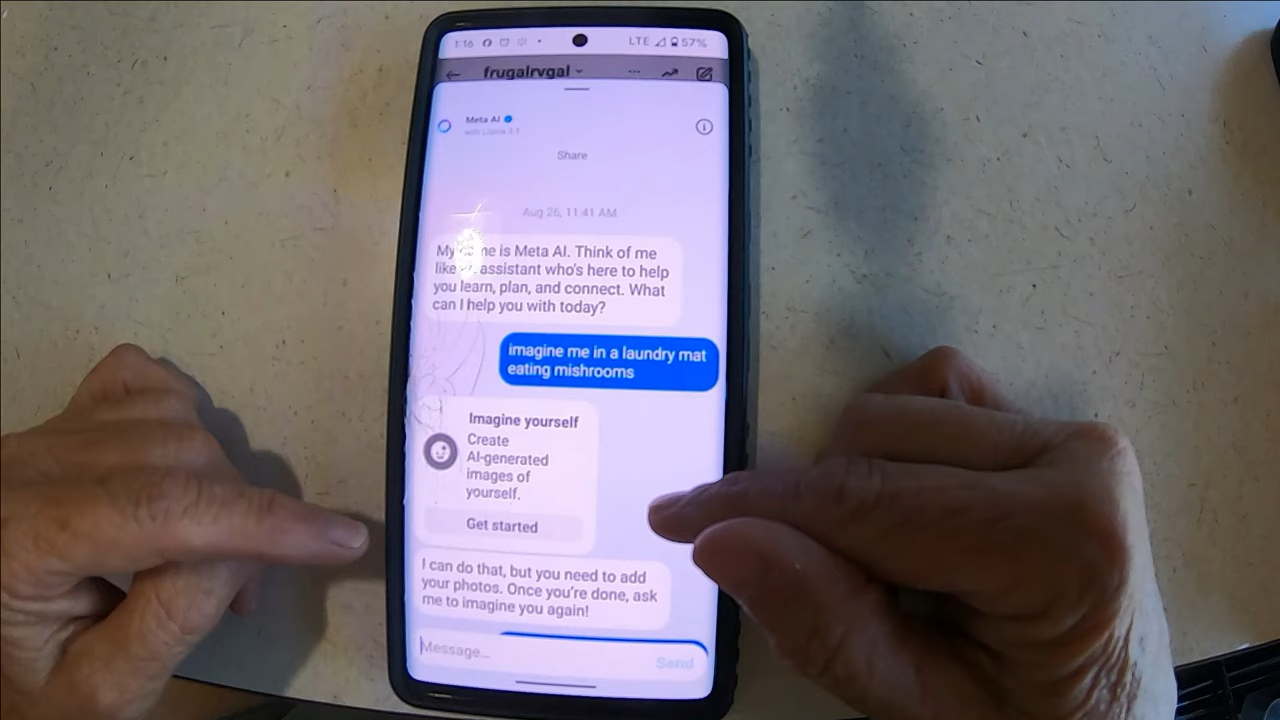 1:16 LTE 57%
frugalrvgal
Meta AI
with Llama 3.1
Share
Aug 26, 11:41 AM
My is Meta AI. Think of me
like assistant who's here to help
you learn, plan, and connect. What
can I help you with today?
imagine me in a laundry mat
eating mishrooms
Imagine yourself
Create
AI-generated
images of
yourself.
Get started
I can do that, but you need to add
your photos. Once you're done, ask
me to imagine you again!
Message...
Send